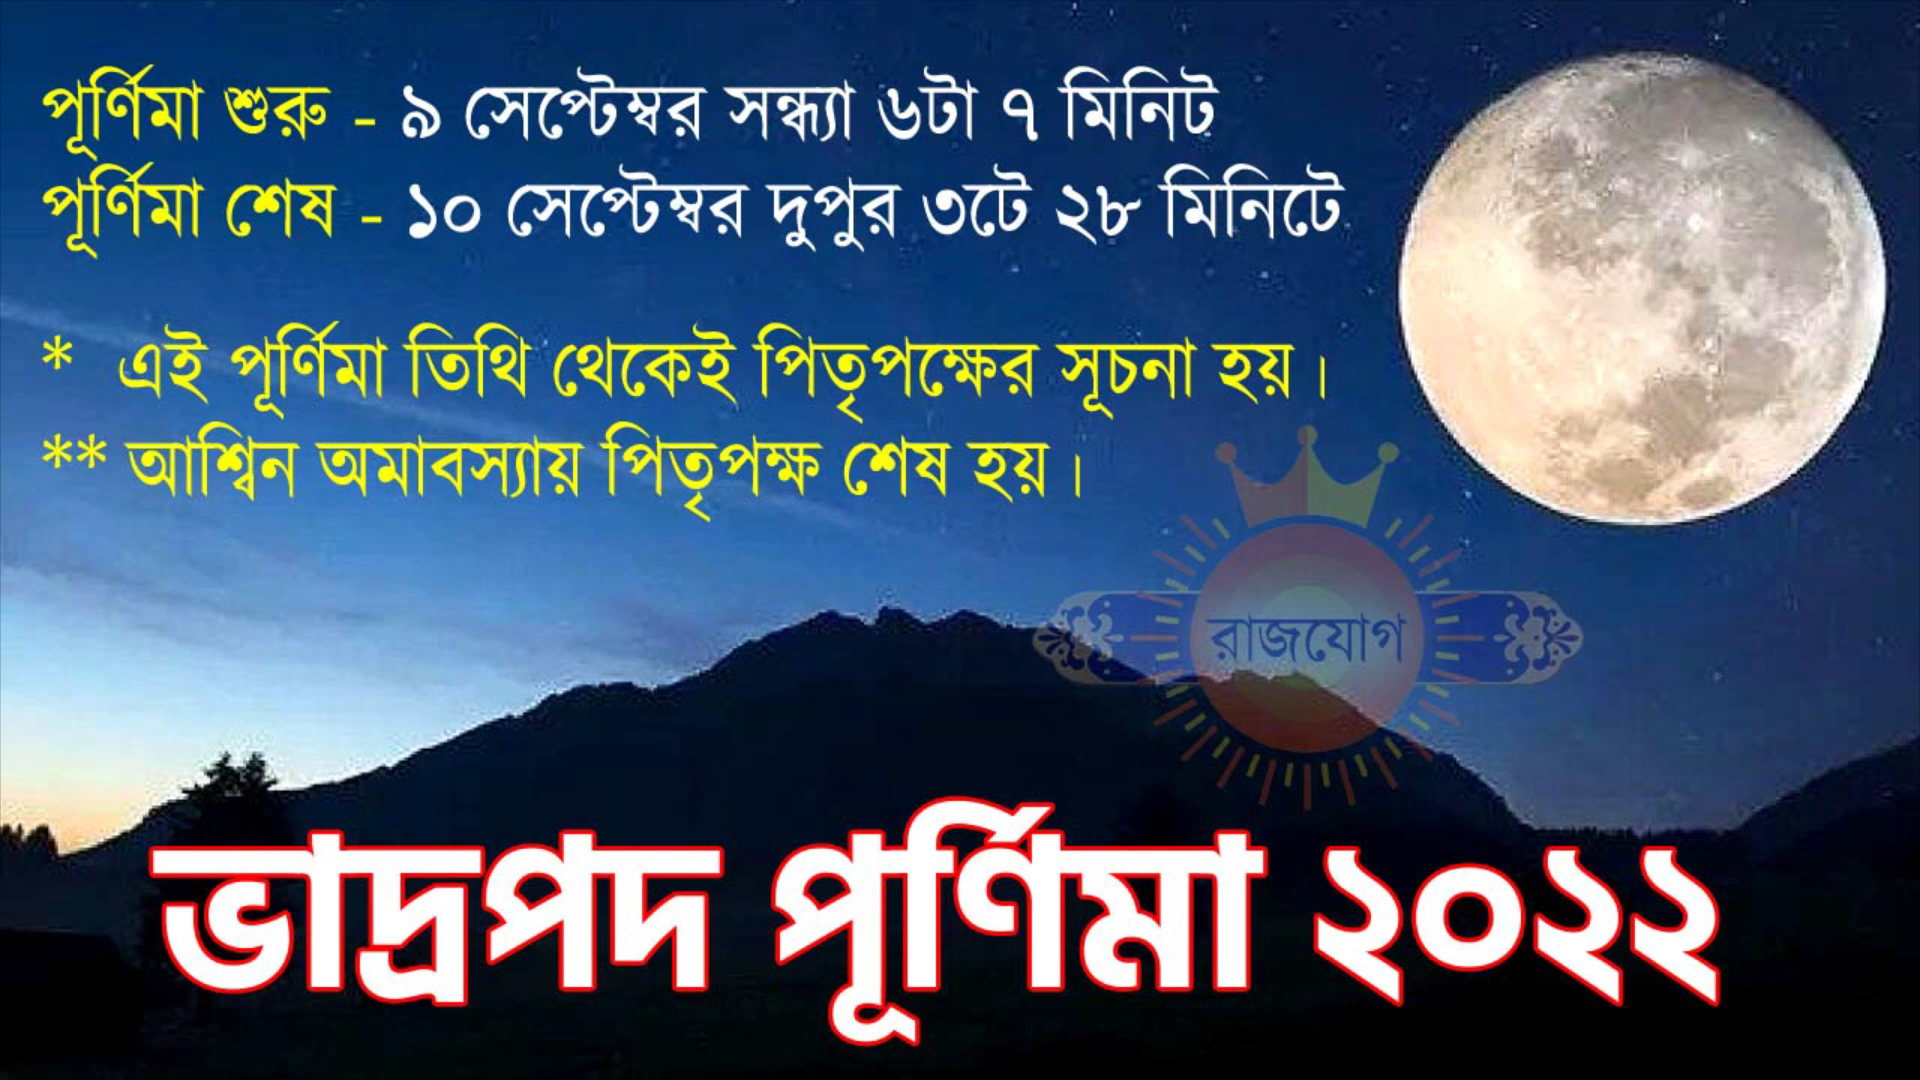 পূর্ণিমা শুরু - ৯ সেপ্টেম্বর সন্ধ্যা ৬টা ৭ মিনিট
পূর্ণিমা শেষ - ১০ সেপ্টেম্বর দুপুর ৩টে ২৮ মিনিটে
* এই পূর্ণিমা তিথি থেকেই পিতৃপক্ষের সূচনা হয়।
** আশ্বিন অমাবস্যায় পিতৃপক্ষ শেষ হয়।
রাজযোগ
ভাদ্রপদ পূর্ণিমা ২০২২